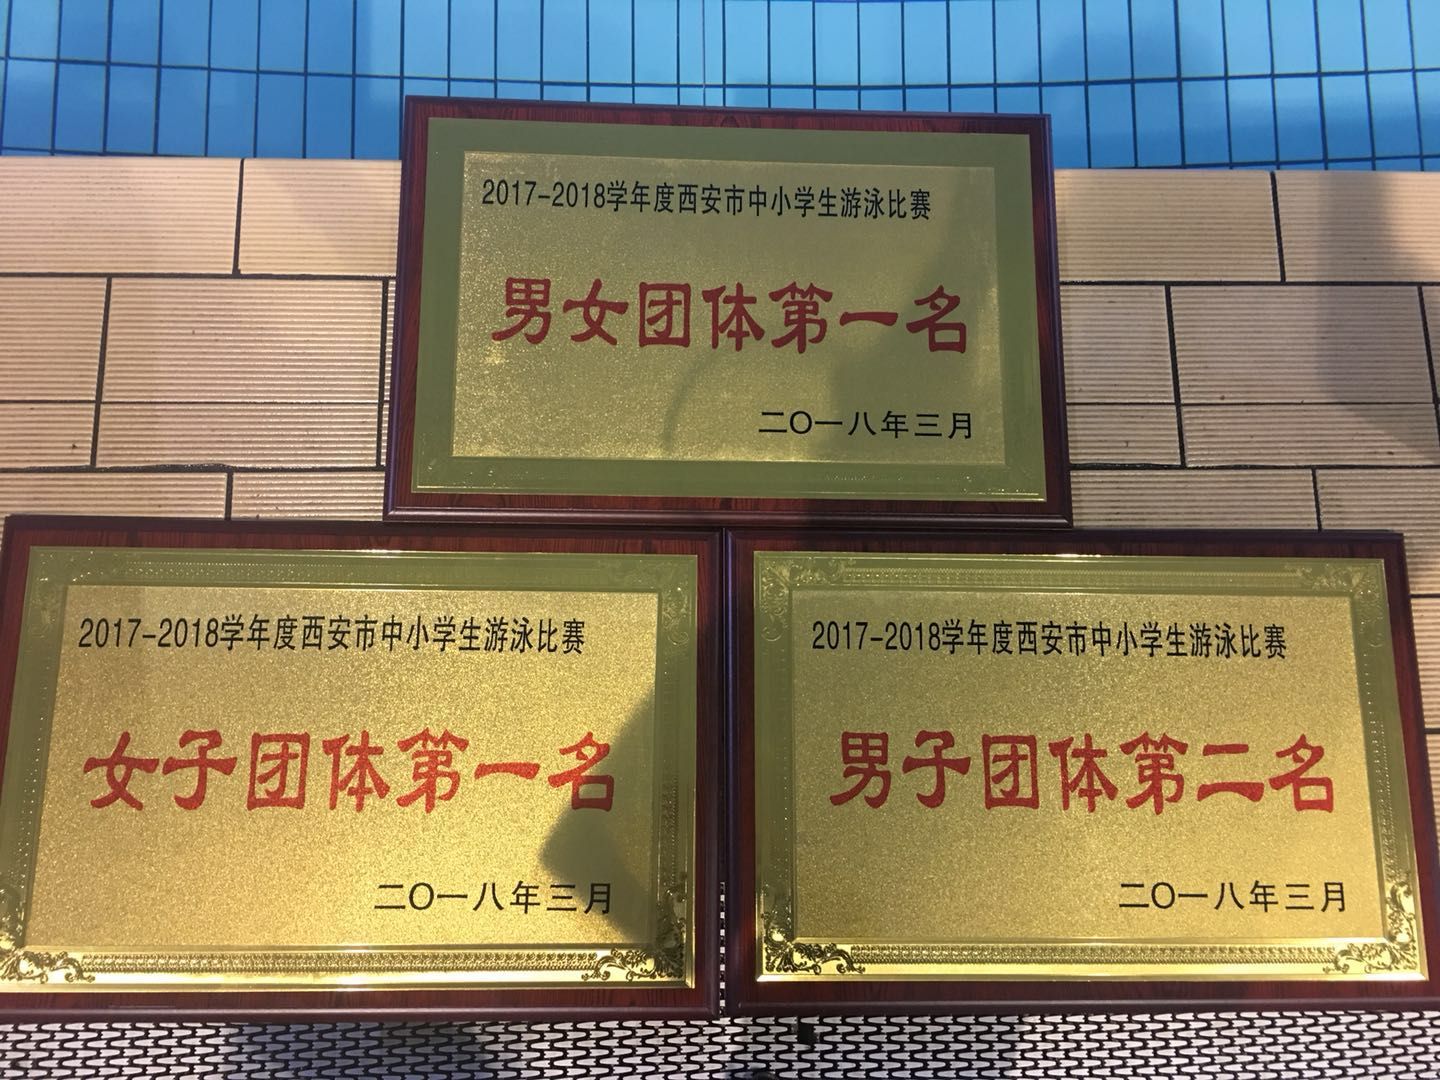 2017-2018学年度西安市中小学生游泳比赛
男女团体第一名
二〇一八年三月
2017-2018学年度西安市中小学生游泳比赛
女子团体第一名
二〇一八年三月
2017-2018学年度西安市中小学生游泳比赛
男子团体第二名
二〇一八年三月